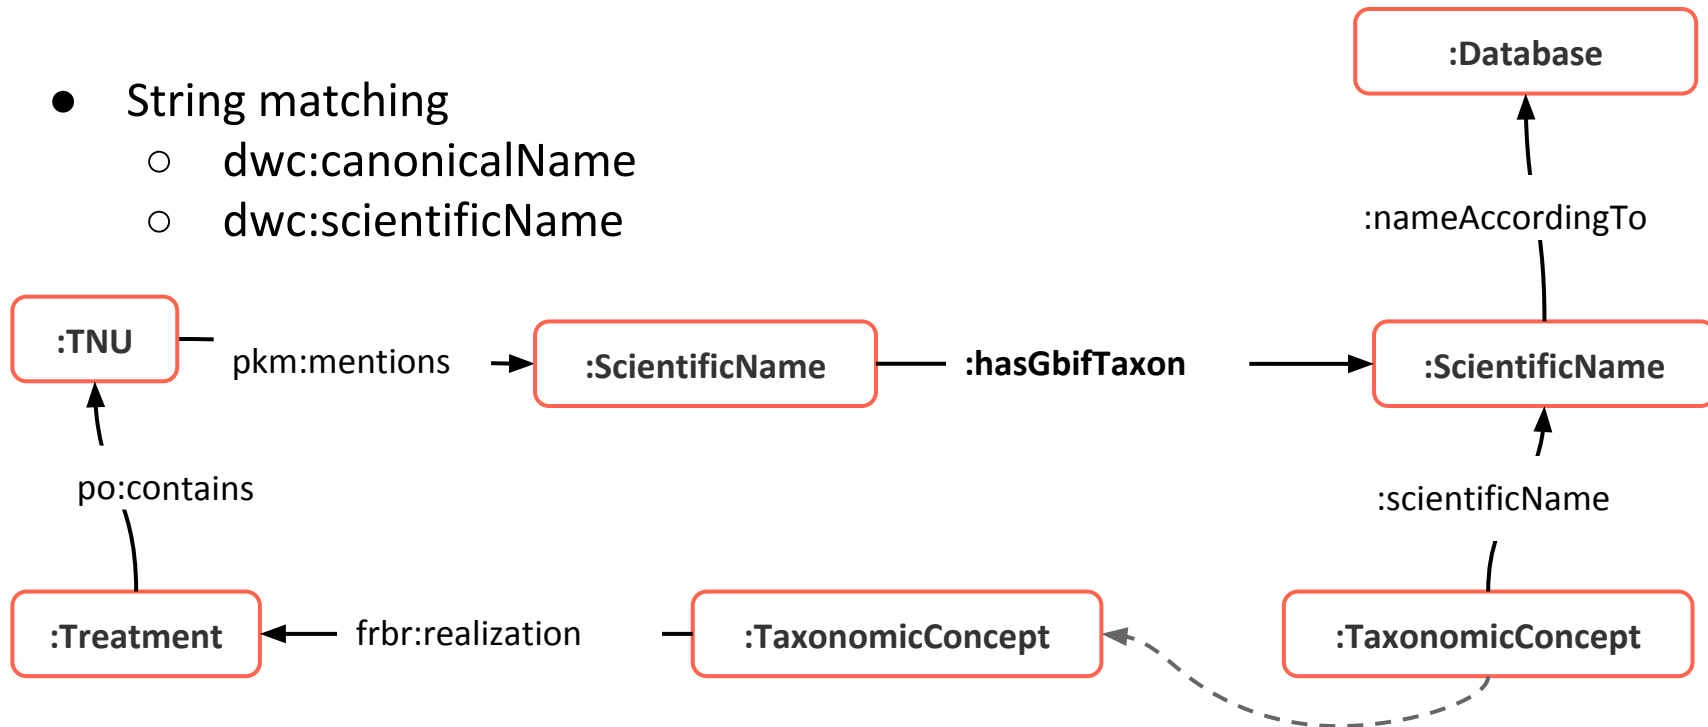 :Database
● String matching
○ dwc:canonicalName
○ dwc:scientificName
:nameAccordingTo
:TNU
pkm:mentions
:ScientificName
:hasGbifTaxon
:ScientificName
po:contains
:scientificName
:Treatment
frbr:realization
:TaxonomicConcept
:TaxonomicConcept